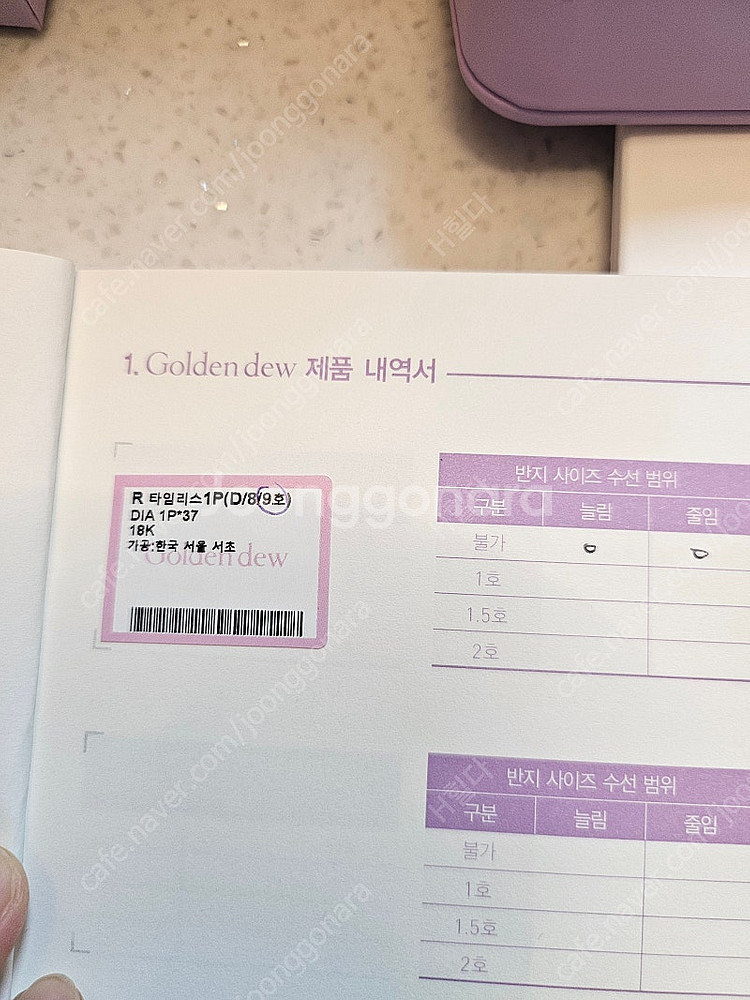 1. Golden dew 제품 내역서
R 타임리스1P(D/8/9호)
DIA 1P*37
18K
가공:한국 서울 서초
Golden dew
반지 사이즈 수선 범위
구분 늘림 줄임
불가
1호
1.5호
2호
반지 사이즈 수선 범위
구분 늘림 줄임
불가
1호
1.5호
2호
joonggonara
cafe.naver.com/joonggonara
H힐다